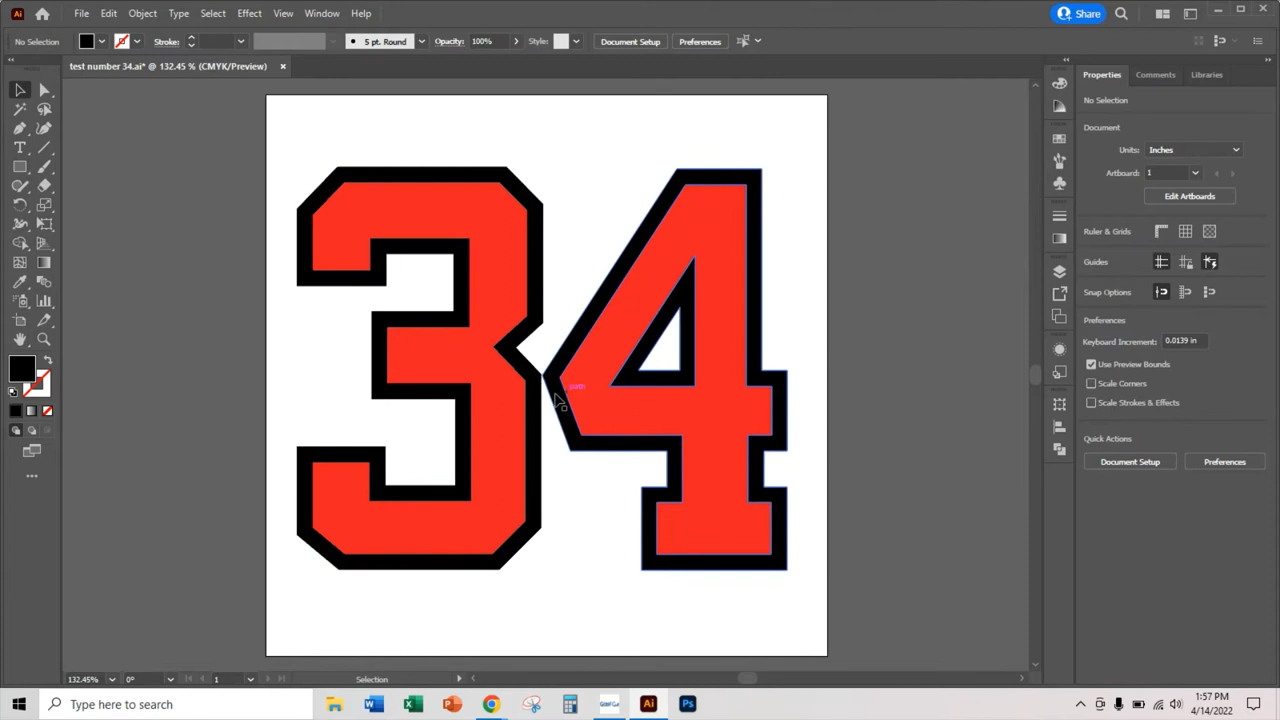 Ai File Edit Object Type Select Effect View Window Help Share
No Selection Stroke: 5 pt. Round Opacity: 100% Style: Document Setup Preferences
test number 34.ai* @ 132.45 % (CMYK/Preview) ×
Properties Comments Libraries
No Selection
Document
Units: Inches
Artboard: 1
Edit Artboards
Ruler & Grids
Guides
Snap Options
Preferences
Keyboard Increment: 0.0139 in
Use Preview Bounds
Scale Corners
Scale Strokes & Effects
Quick Actions
Document Setup Preferences
34
path
132.45% 0° 1 Selection
Type here to search
Ai Ps
1:57 PM
4/14/2022